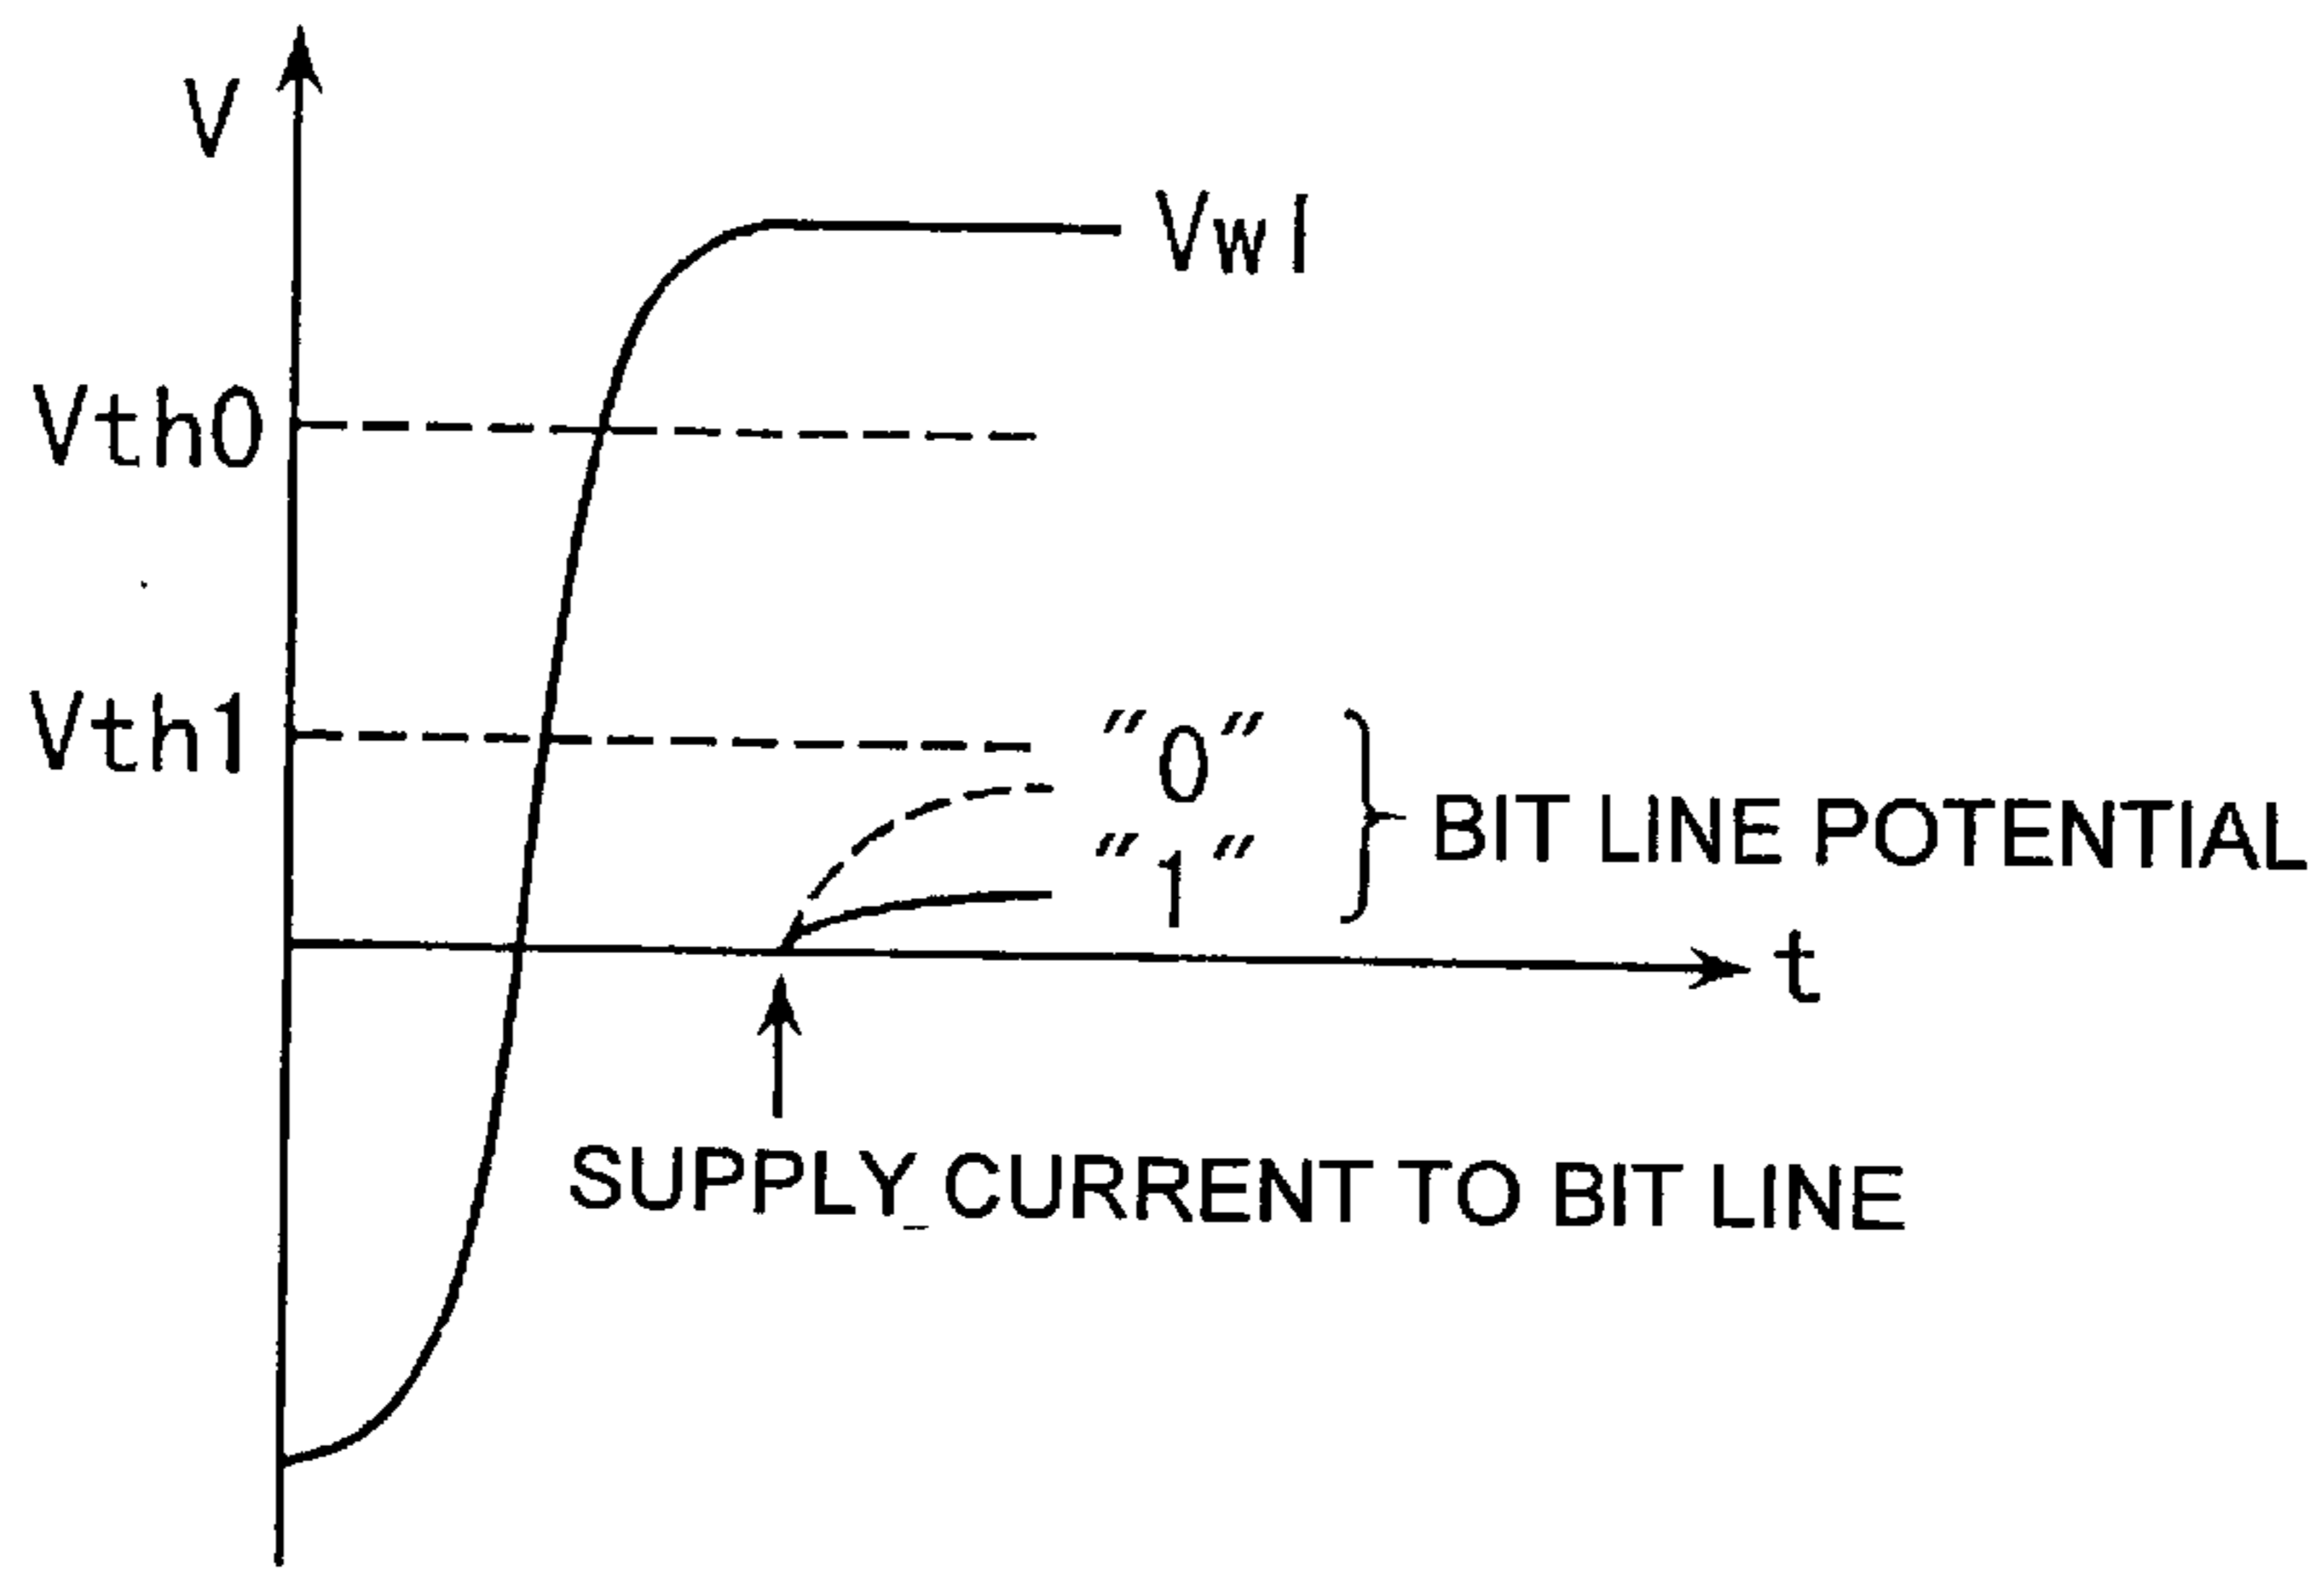 V
Vwl
Vth0
Vth1
"0"
"1"
BIT LINE POTENTIAL
t
SUPPLY CURRENT TO BIT LINE